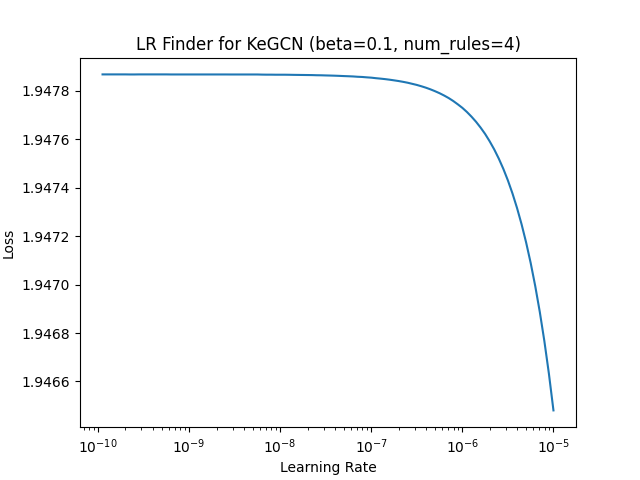 LR Finder for KeGCN (beta=0.1, num_rules=4)
1.9478
1.9476
1.9474
1.9472
1.9470
1.9468
1.9466
Loss
10⁻¹⁰ 10⁻⁹ 10⁻⁸ 10⁻⁷ 10⁻⁶ 10⁻⁵
Learning Rate